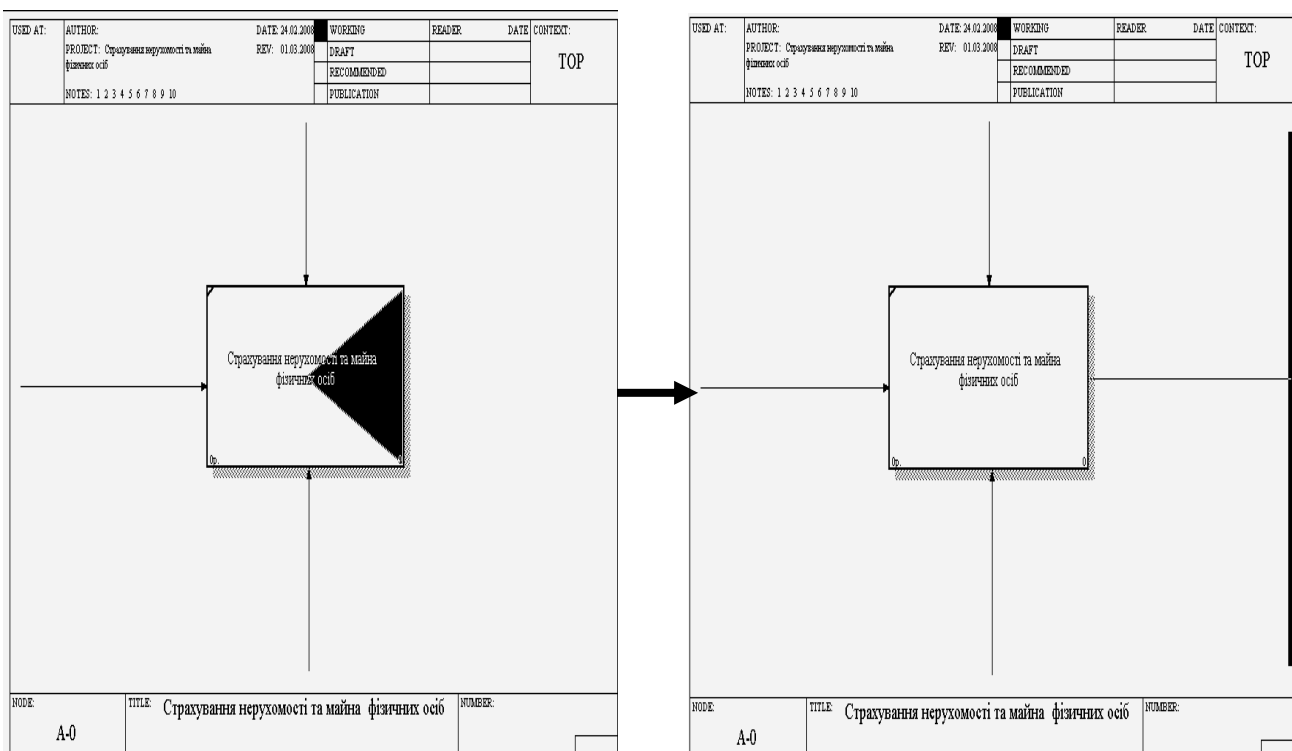 USED AT:
AUTHOR:
DATE: 24.02.2008
WORKING
READER
DATE
CONTEXT:
PROJECT: Страхування нерухомості та майна
фізичних осіб
REV: 01.03.2008
DRAFT
TOP
RECOMMENDED
NOTES: 1 2 3 4 5 6 7 8 9 10
PUBLICATION
Страхування нерухомості та майна
фізичних осіб
0р.
NODE:
TITLE:
Страхування нерухомості та майна фізичних осіб
NUMBER:
A-0
USED AT:
AUTHOR:
DATE: 24.02.2008
WORKING
READER
DATE
CONTEXT:
PROJECT: Страхування нерухомості та майна
фізичних осіб
REV: 01.03.2008
DRAFT
TOP
RECOMMENDED
NOTES: 1 2 3 4 5 6 7 8 9 10
PUBLICATION
Страхування нерухомості та майна
фізичних осіб
0р.
0
NODE:
TITLE:
Страхування нерухомості та майна фізичних осіб
NUMBER:
A-0